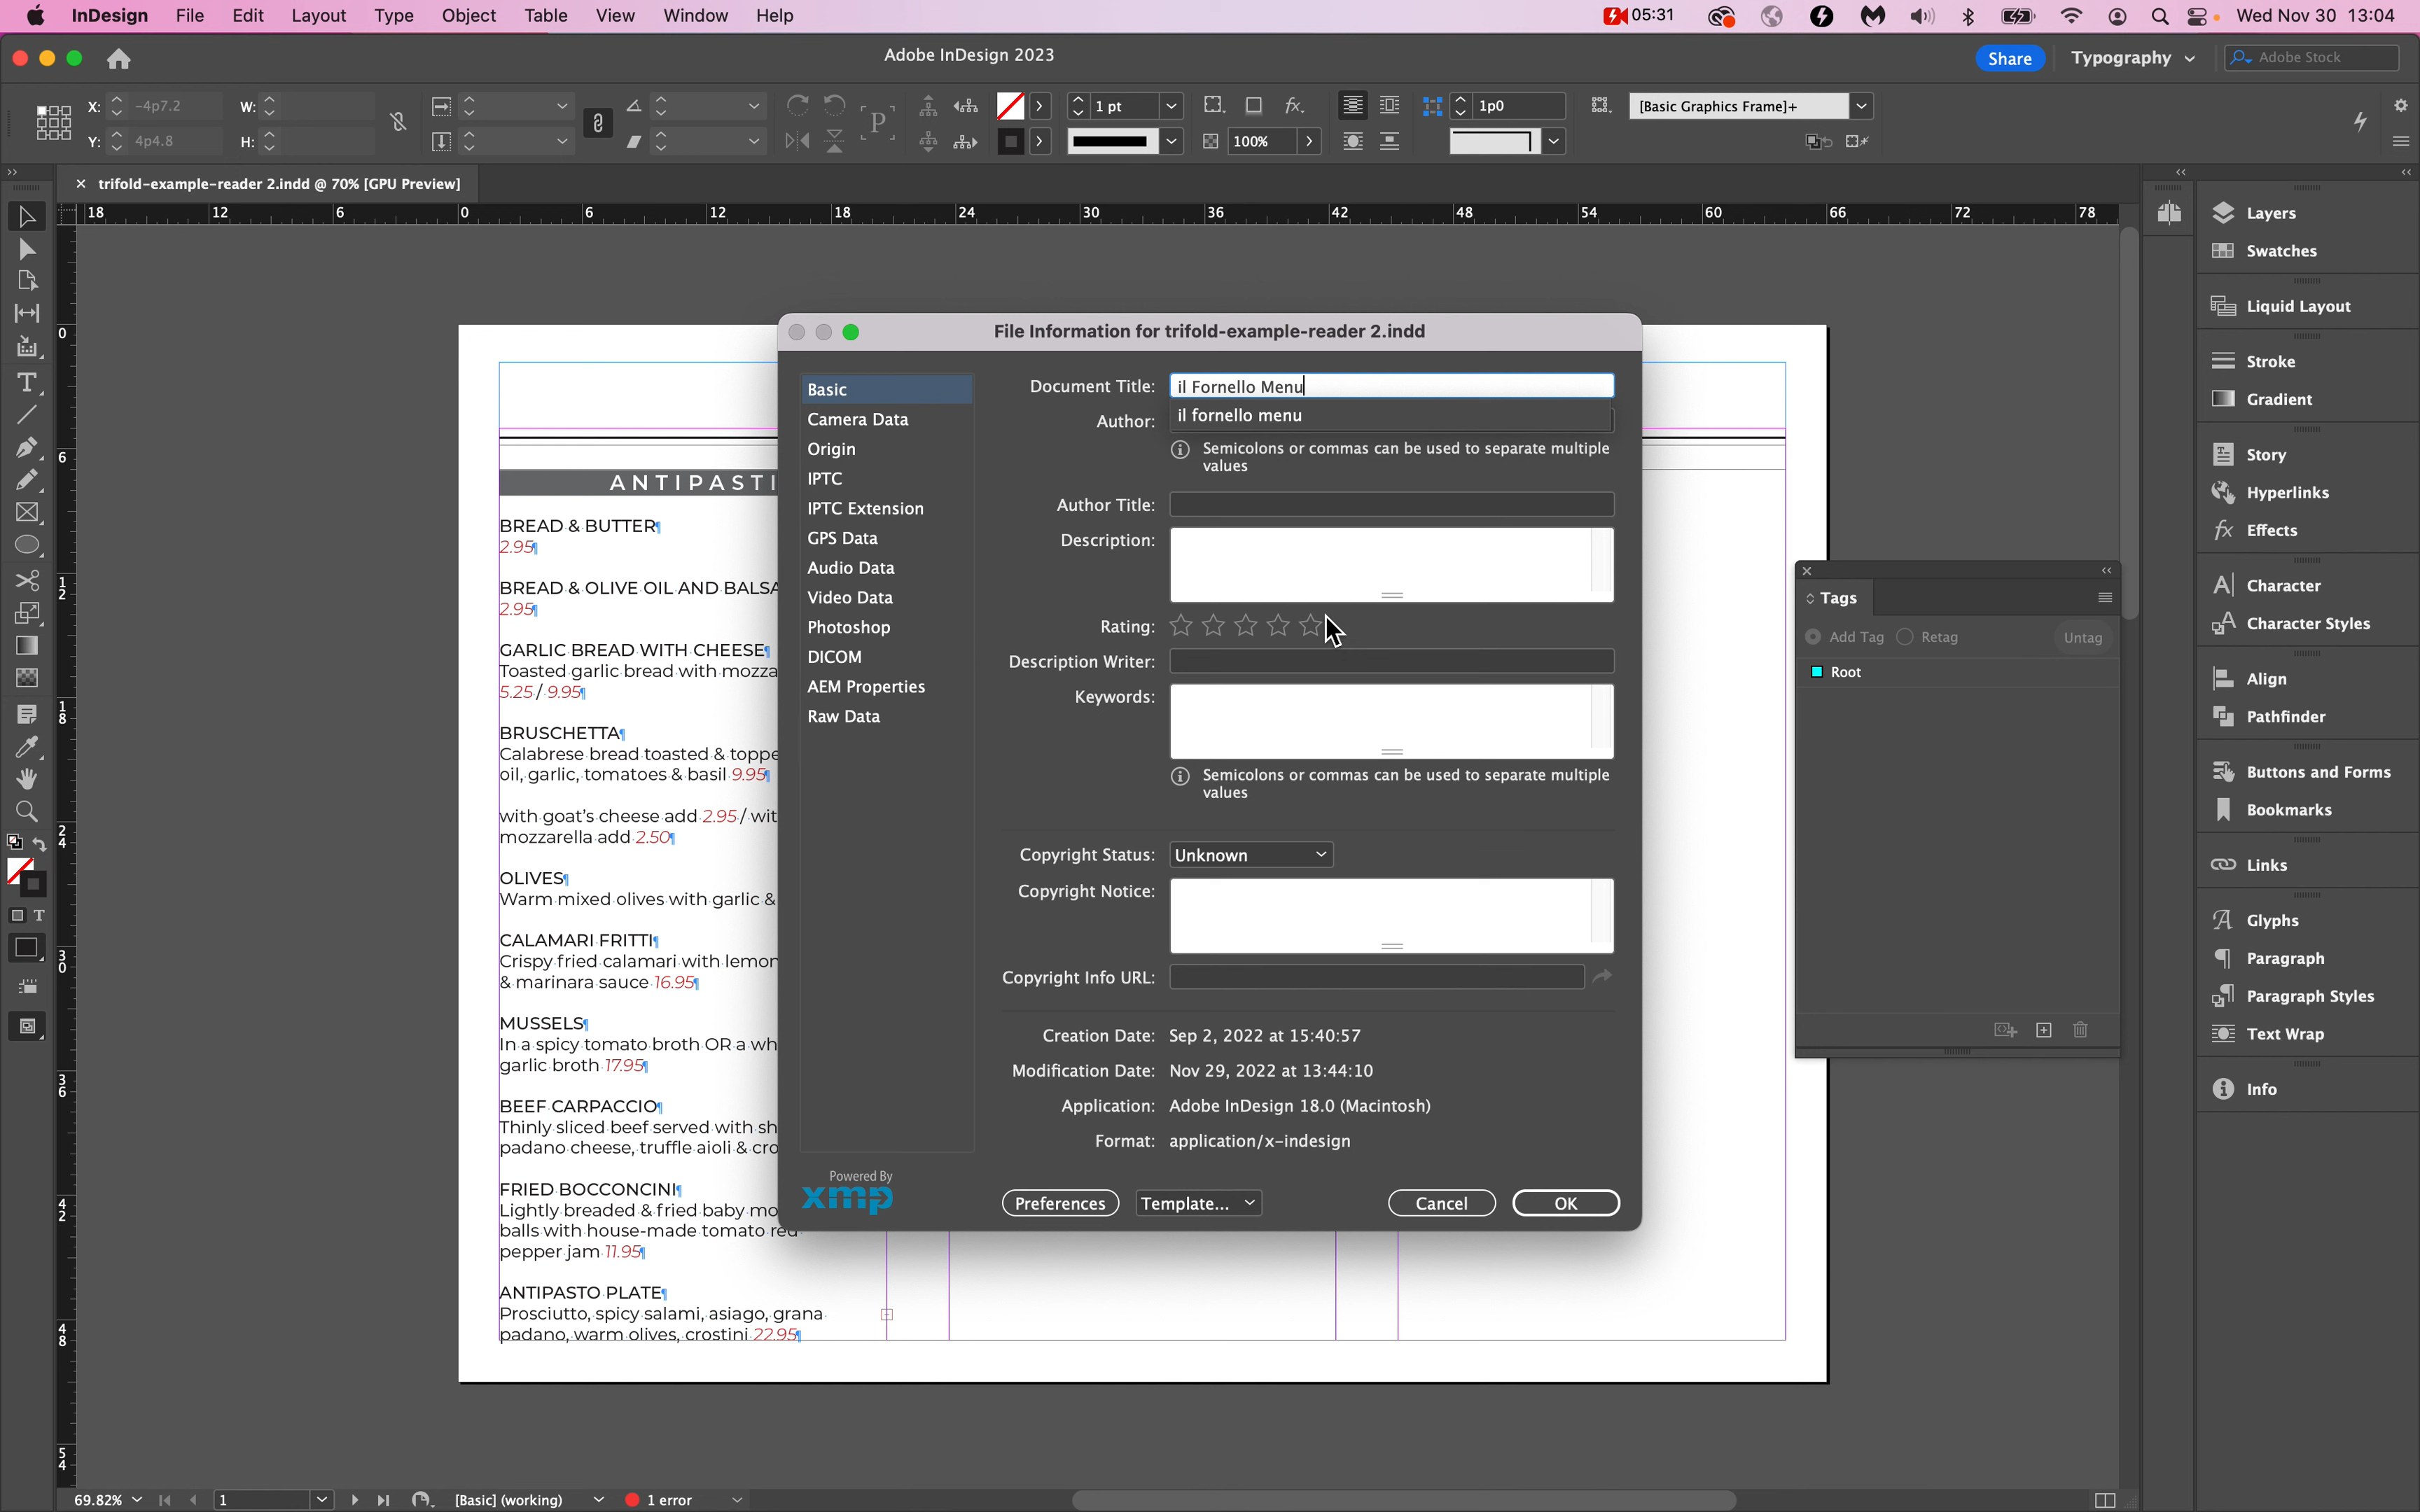 InDesign File Edit Layout Type Object Table View Window Help 05:31 Wed Nov 30 13:04
Adobe InDesign 2023 Share Typography Adobe Stock
X: -4p7.2 W: 1 pt 1p0 [Basic Graphics Frame]+
Y: 4p4.8 H: P 100%
× trifold-example-reader 2.indd @ 70% [GPU Preview]
18 12 6 0 6 12 18 24 30 36 42 48 54 60 66 72 78
0 6 12 18 24 30 36 42 48 54
ANTIPASTI
BREAD & BUTTER¶
2.95¶
BREAD & OLIVE OIL AND BALSA
2.95¶
GARLIC BREAD WITH CHEESE¶
Toasted garlic bread with mozza
5.25 / 9.95¶
BRUSCHETTA¶
Calabrese bread toasted & toppe
oil, garlic, tomatoes & basil 9.95¶
with goat's cheese add 2.95 / wit
mozzarella add 2.50¶
OLIVES¶
Warm mixed olives with garlic &
CALAMARI FRITTI¶
Crispy fried calamari with lemon
& marinara sauce 16.95¶
MUSSELS¶
In a spicy tomato broth OR a wh
garlic broth 17.95¶
BEEF CARPACCIO¶
Thinly sliced beef served with sh
padano cheese, truffle aioli & cro
FRIED BOCCONCINI¶
Lightly breaded & fried baby mo
balls with house-made tomato red
pepper jam 11.95¶
ANTIPASTO PLATE¶
Prosciutto, spicy salami, asiago, grana
padano, warm olives, crostini 22.95¶
File Information for trifold-example-reader 2.indd
Basic
Camera Data
Origin
IPTC
IPTC Extension
GPS Data
Audio Data
Video Data
Photoshop
DICOM
AEM Properties
Raw Data
Powered By
xmp
Document Title: il Fornello Menu
il fornello menu
Author:
Semicolons or commas can be used to separate multiple
values
Author Title:
Description:
Rating:
Description Writer:
Keywords:
Semicolons or commas can be used to separate multiple
values
Copyright Status: Unknown
Copyright Notice:
Copyright Info URL:
Creation Date: Sep 2, 2022 at 15:40:57
Modification Date: Nov 29, 2022 at 13:44:10
Application: Adobe InDesign 18.0 (Macintosh)
Format: application/x-indesign
Preferences Template... Cancel OK
Tags
Add Tag Retag Untag
Root
Layers
Swatches
Liquid Layout
Stroke
Gradient
Story
Hyperlinks
Effects
Character
Character Styles
Align
Pathfinder
Buttons and Forms
Bookmarks
Links
Glyphs
Paragraph
Paragraph Styles
Text Wrap
Info
69.82% 1 [Basic] (working) 1 error